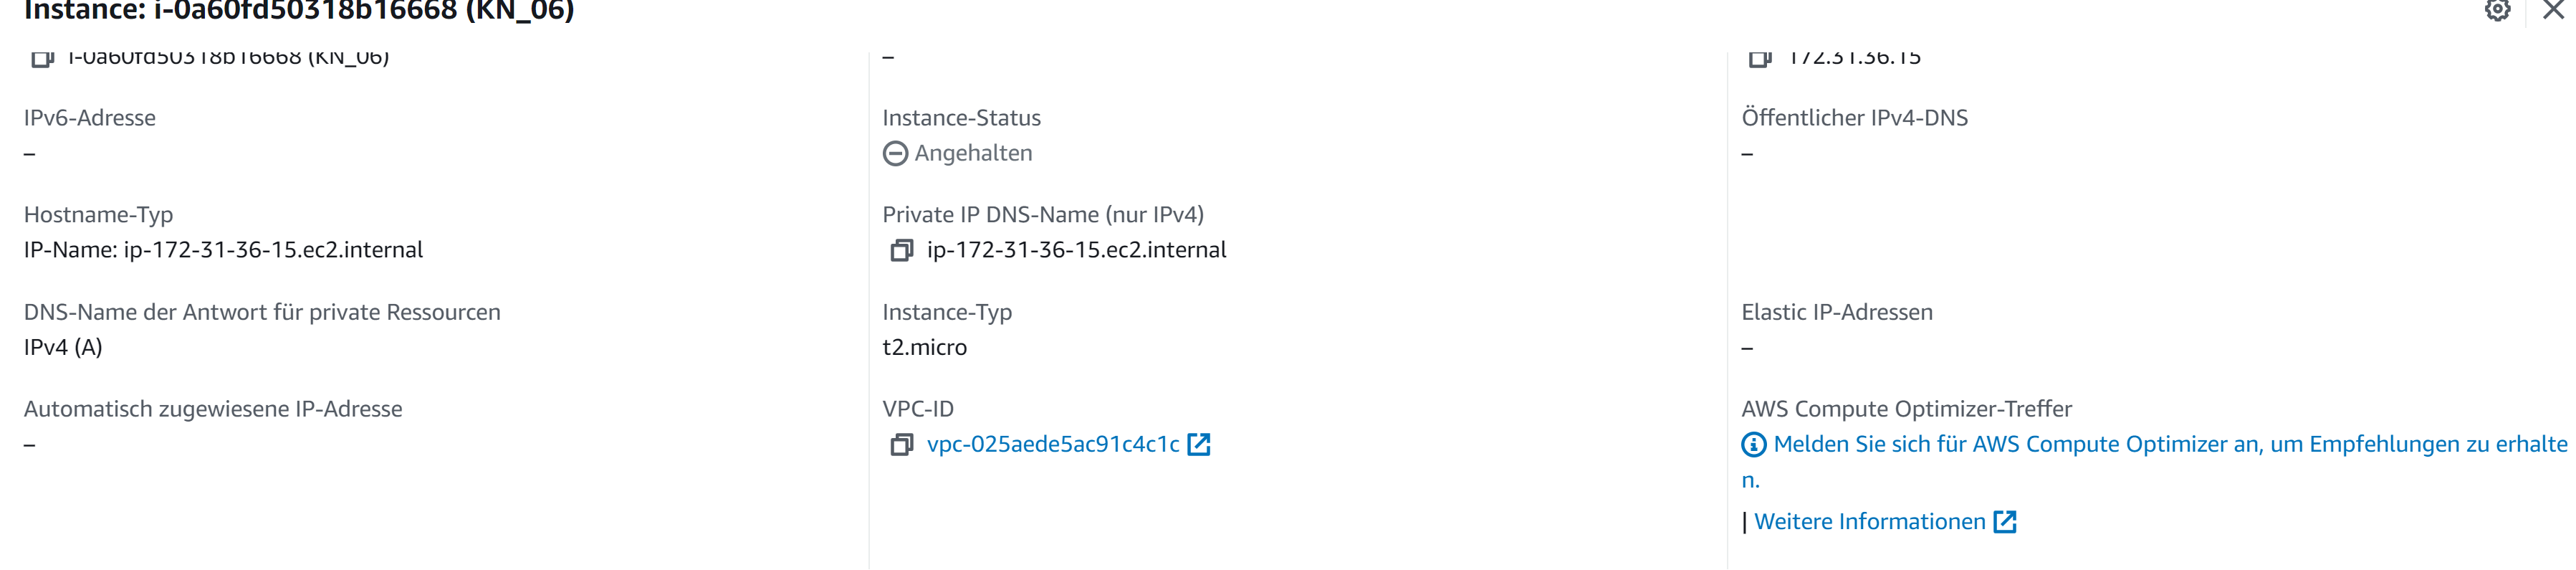 Instance: i-0a60fd50318b16668 (KN_06)
i-0a60fd50318b16668 (KN_06)
–
172.31.36.15
IPv6-Adresse
–
Instance-Status
Angehalten
Öffentlicher IPv4-DNS
–
Hostname-Typ
IP-Name: ip-172-31-36-15.ec2.internal
Private IP DNS-Name (nur IPv4)
ip-172-31-36-15.ec2.internal
DNS-Name der Antwort für private Ressourcen
IPv4 (A)
Instance-Typ
t2.micro
Elastic IP-Adressen
–
Automatisch zugewiesene IP-Adresse
–
VPC-ID
vpc-025aede5ac91c4c1c
AWS Compute Optimizer-Treffer
Melden Sie sich für AWS Compute Optimizer an, um Empfehlungen zu erhalte
n.
| Weitere Informationen